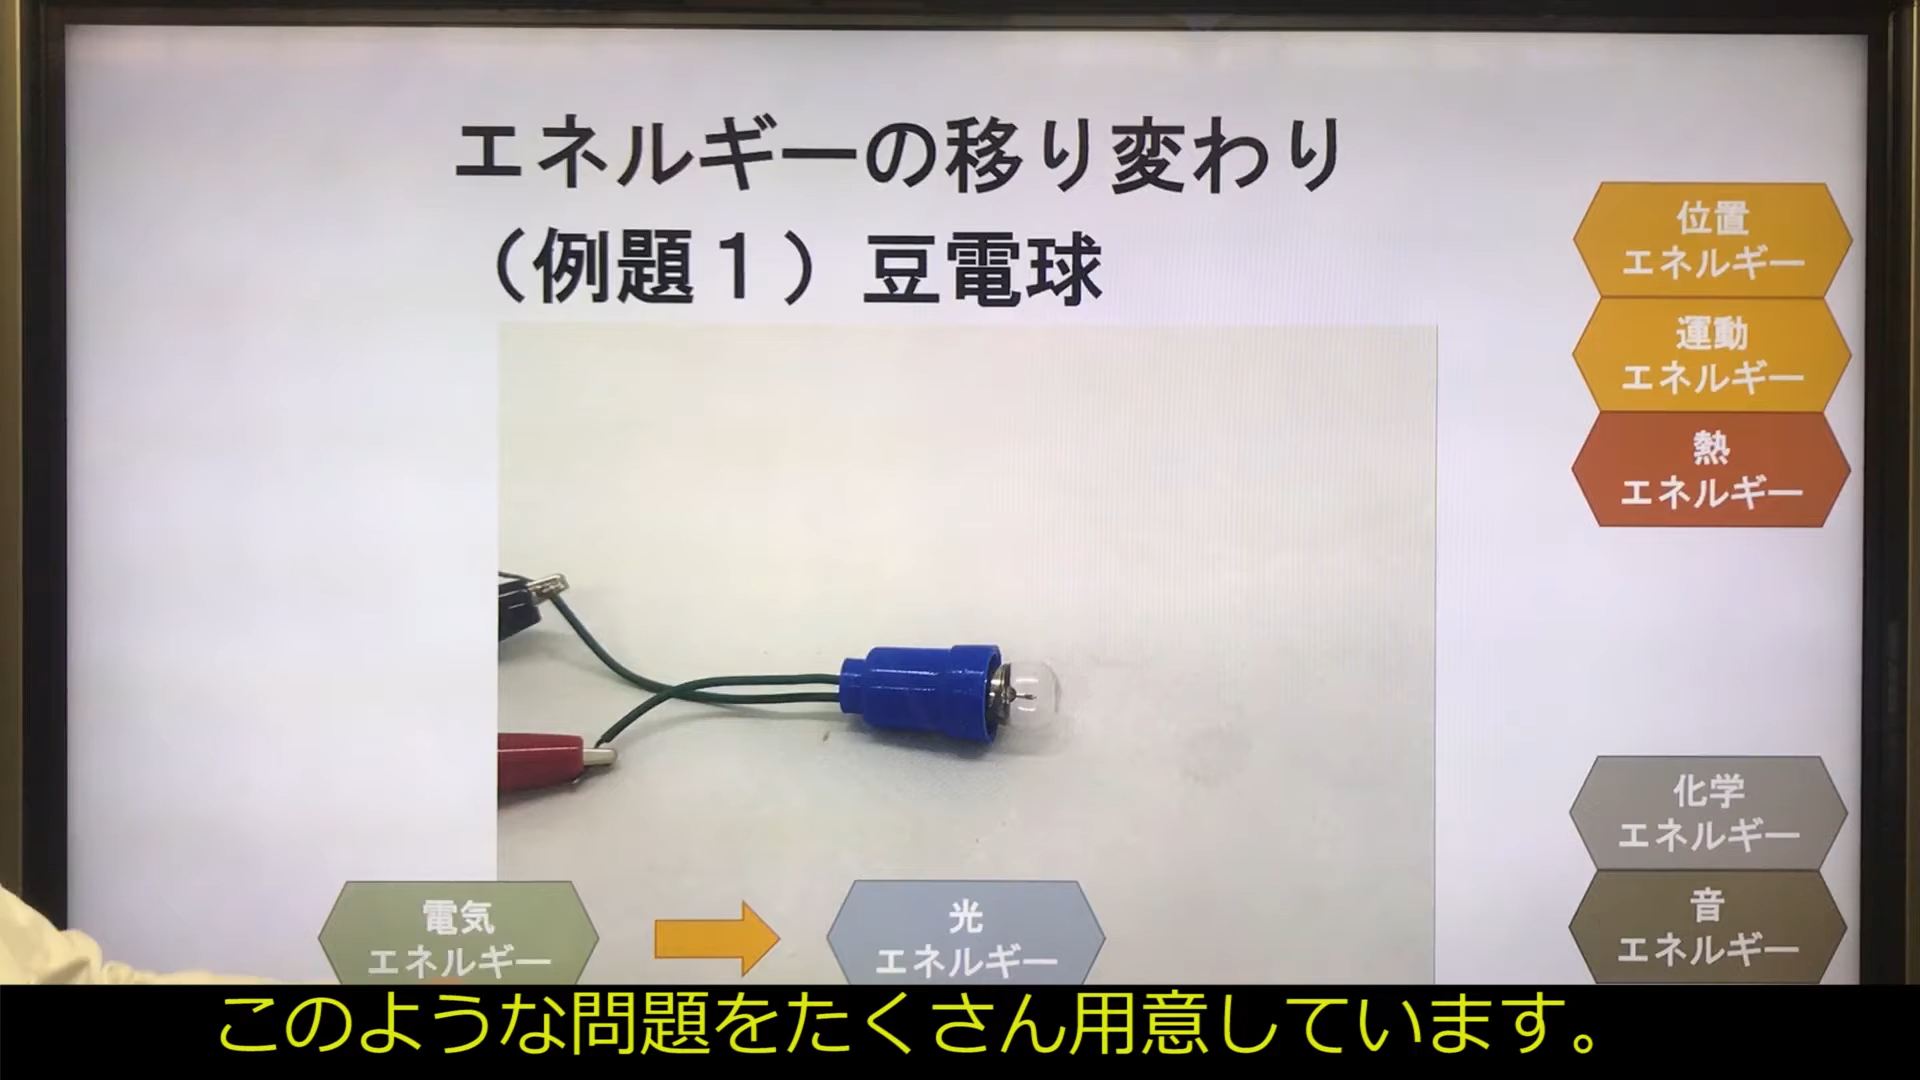 エネルギーの移り変わり
（例題１）豆電球
位置
エネルギー
運動
エネルギー
熱
エネルギー
化学
エネルギー
音
エネルギー
電気
エネルギー
光
エネルギー
このような問題をたくさん用意しています。